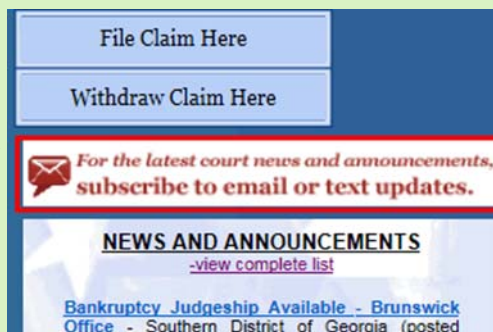 File Claim Here
Withdraw Claim Here
For the latest court news and announcements,
subscribe to email or text updates.
NEWS AND ANNOUNCEMENTS
-view complete list
Bankruptcy Judgeship Available - Brunswick
Office - Southern District of Georgia (posted